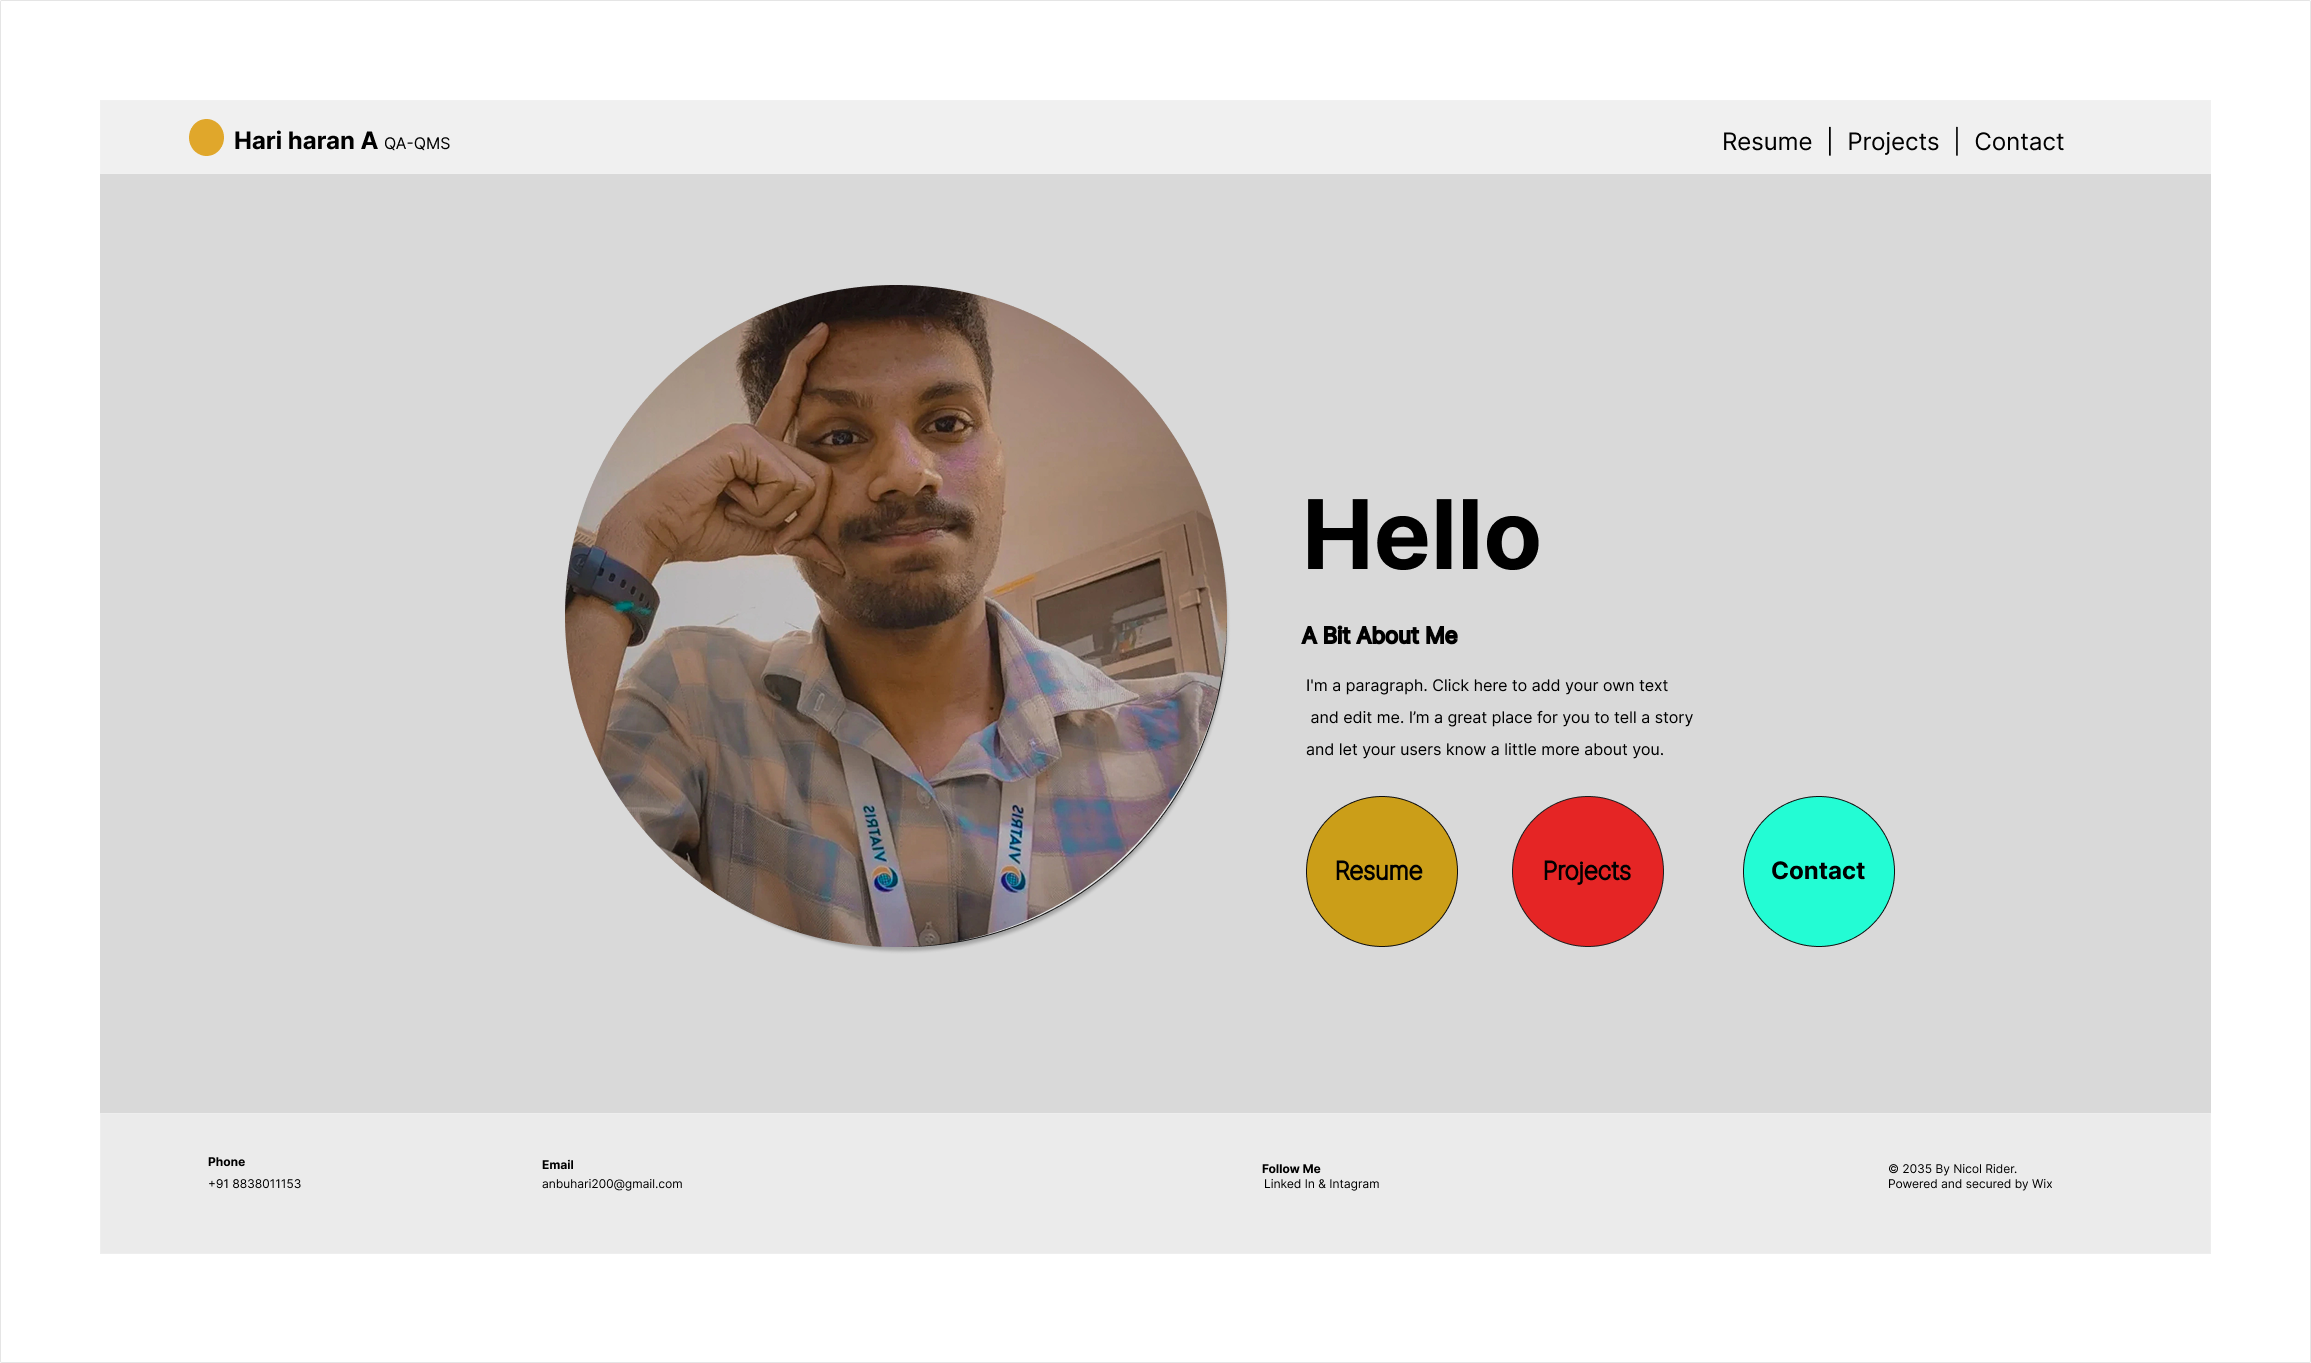 Hari haran A QA-QMS
Resume | Projects | Contact
Hello
A Bit About Me
I'm a paragraph. Click here to add your own text
and edit me. I’m a great place for you to tell a story
and let your users know a little more about you.
VIATRIS
VIATRIS
Resume
Projects
Contact
Phone
+91 8838011153
Email
anbuhari200@gmail.com
Follow Me
Linked In & Intagram
© 2035 By Nicol Rider.
Powered and secured by Wix